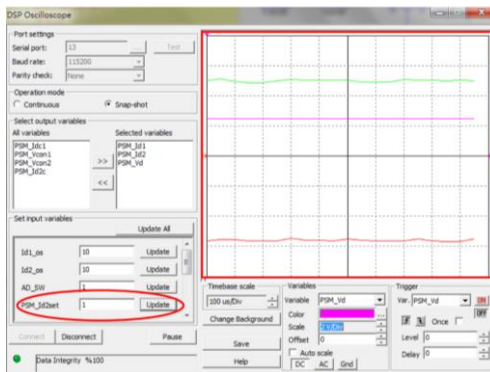 DSP Oscilloscope
Port settings
Serial port: 13 ... Test
Baud rate: 115200
Parity check: None
Operation mode
Continuous Snap-shot
Select output variables
All variables Selected variables
PSM_Idc1
PSM_Vcon1
PSM_Vcon2
PSM_Id2c
>>
<<
PSM_Id1
PSM_Id2
PSM_Vd
Set input variables
Update All
Id1_os 10 Update
Id2_os 10 Update
AD_SW 1 Update
PSM_Id2set 1 Update
Connect Disconnect Pause
Data Integrity %100
Timebase scale
100 us/Div
Change Background
Save
Help
Variables
Variable PSM_Vd
Color ...
Scale
Offset 0
Auto scale
DC AC Gnd
Trigger
Var. PSM_Vd ON
OFF
Once
Level 0
Delay 0